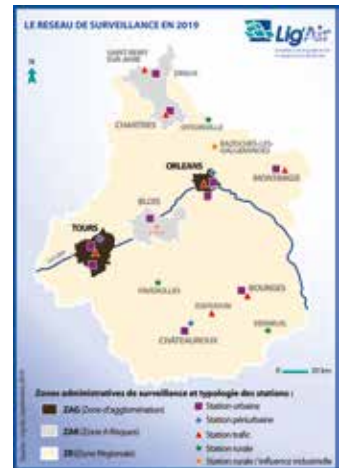 LE RESEAU DE SURVEILLANCE EN 2019
Lig'Air
N
SAINT-REMY
SUR-AVRE
DREUX
CHARTRES
OYSONVILLE
BAZOCHES-LES-
GALLERANDES
ORLEANS
MONTARGIS
BLOIS
TOURS
FAVEROLLES
BOURGES
VERNEUIL
CHÂTEAUROUX
0 20 km
Zones administratives de surveillance et typologie des stations :
ZAG (Zone d'agglomération)
ZAR (Zone A Risques)
ZR (Zone Régionale)
Station urbaine
Station périurbaine
Station trafic
Station rurale
Station rurale / influence industrielle